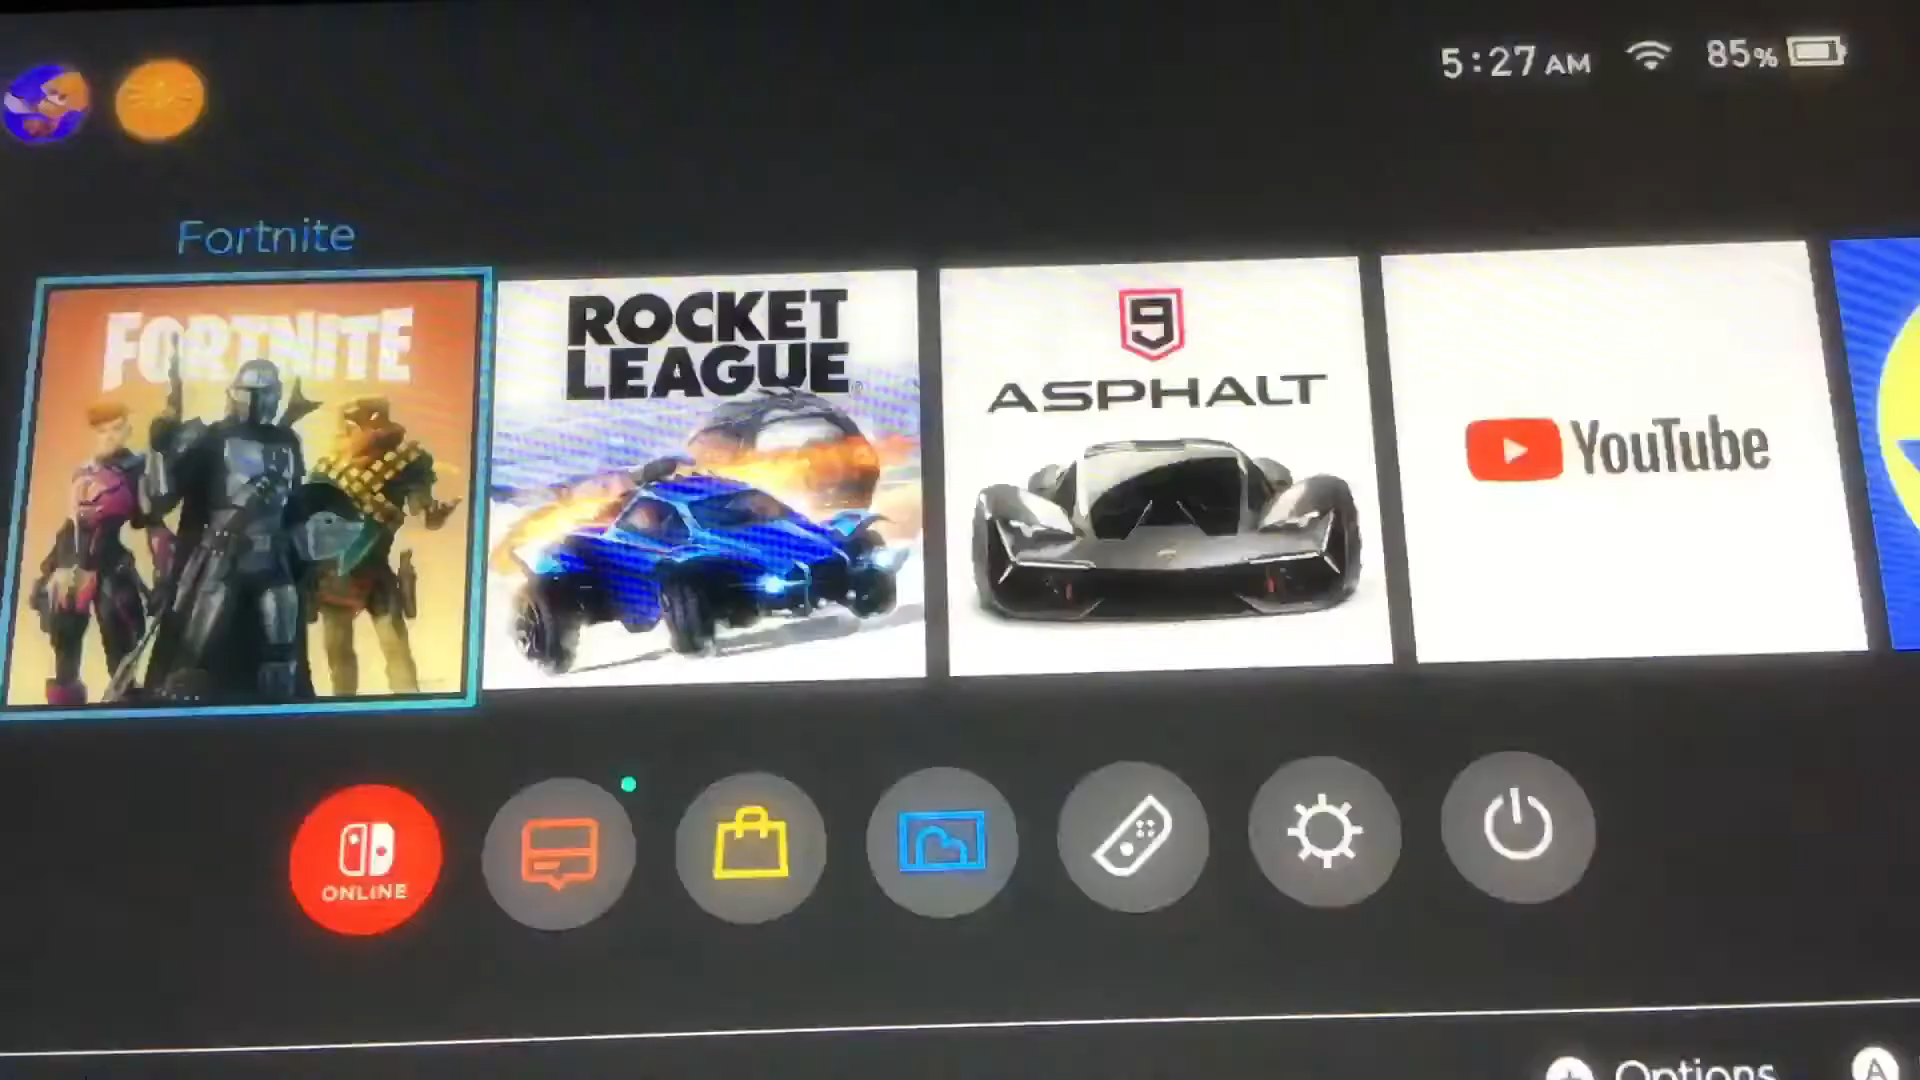 5:27 AM 85%
Fortnite
FORTNITE
ROCKET
LEAGUE
9
ASPHALT
YouTube
ONLINE
+ Options A